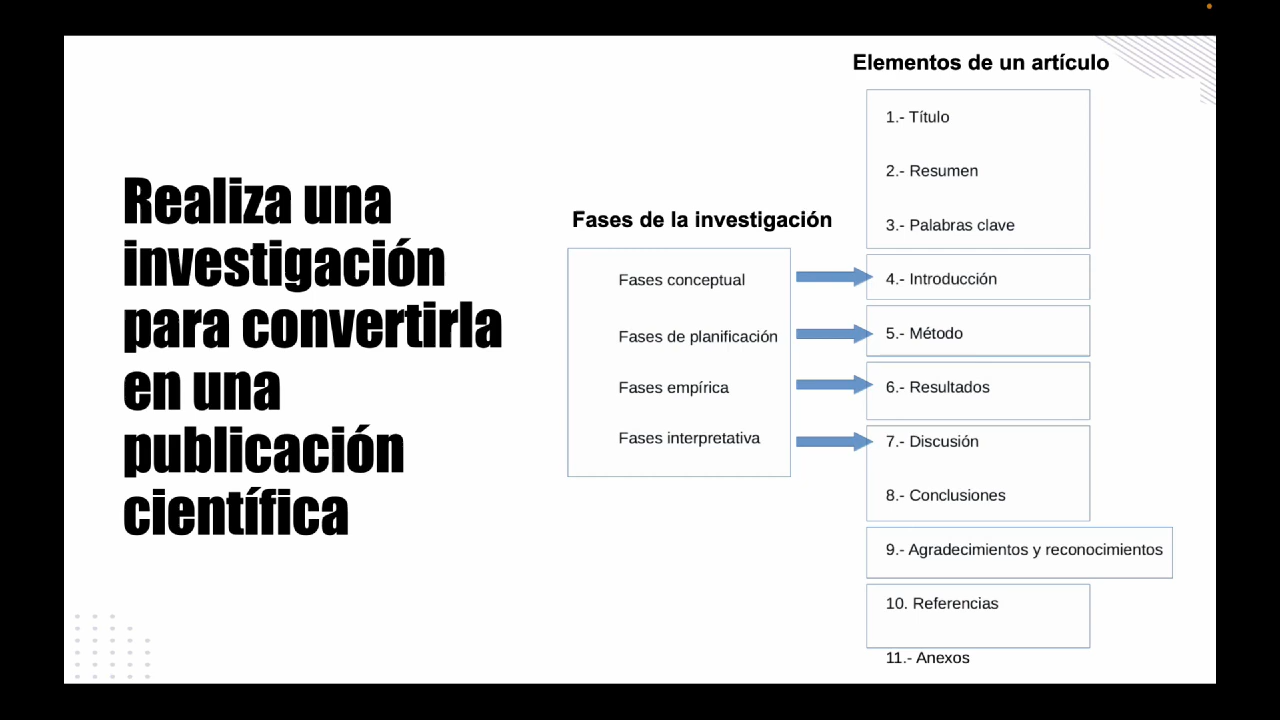 Realiza una
investigación
para convertirla
en una
publicación
científica
Fases de la investigación
Fases conceptual
Fases de planificación
Fases empírica
Fases interpretativa
Elementos de un artículo
1.- Título
2.- Resumen
3.- Palabras clave
4.- Introducción
5.- Método
6.- Resultados
7.- Discusión
8.- Conclusiones
9.- Agradecimientos y reconocimientos
10. Referencias
11.- Anexos